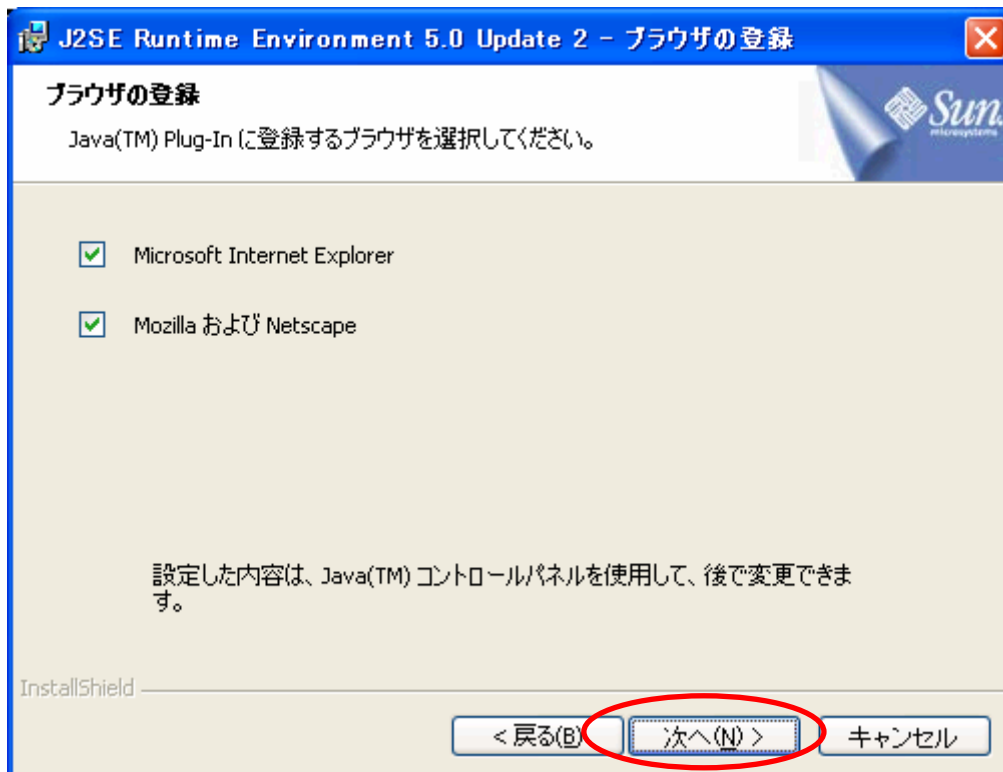 J2SE Runtime Environment 5.0 Update 2 - ブラウザの登録
ブラウザの登録
Java(TM) Plug-In に登録するブラウザを選択してください。
Sun
microsystems
Microsoft Internet Explorer
Mozilla および Netscape
設定した内容は、Java(TM) コントロールパネルを使用して、後で変更できま
す。
InstallShield
< 戻る(B)
次へ(N) >
キャンセル